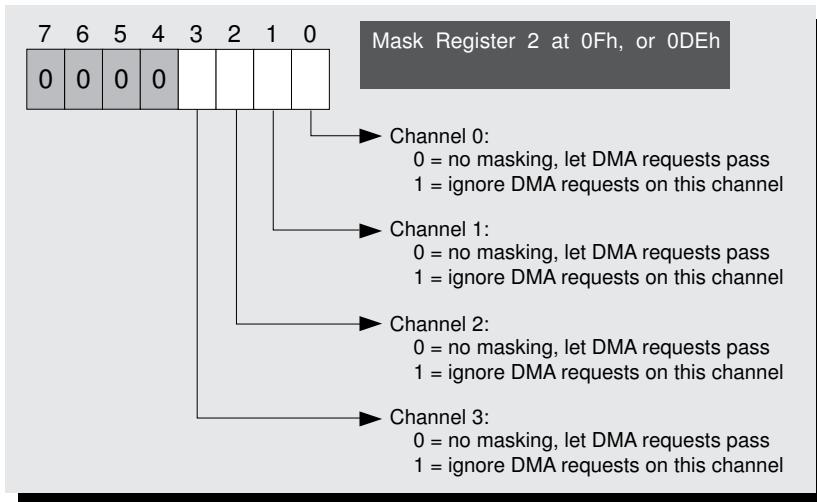 7 6 5 4 3 2 1 0
Mask Register 2 at 0Fh, or 0DEh
0 0 0 0
Channel 0:
0 = no masking, let DMA requests pass
1 = ignore DMA requests on this channel
Channel 1:
0 = no masking, let DMA requests pass
1 = ignore DMA requests on this channel
Channel 2:
0 = no masking, let DMA requests pass
1 = ignore DMA requests on this channel
Channel 3:
0 = no masking, let DMA requests pass
1 = ignore DMA requests on this channel